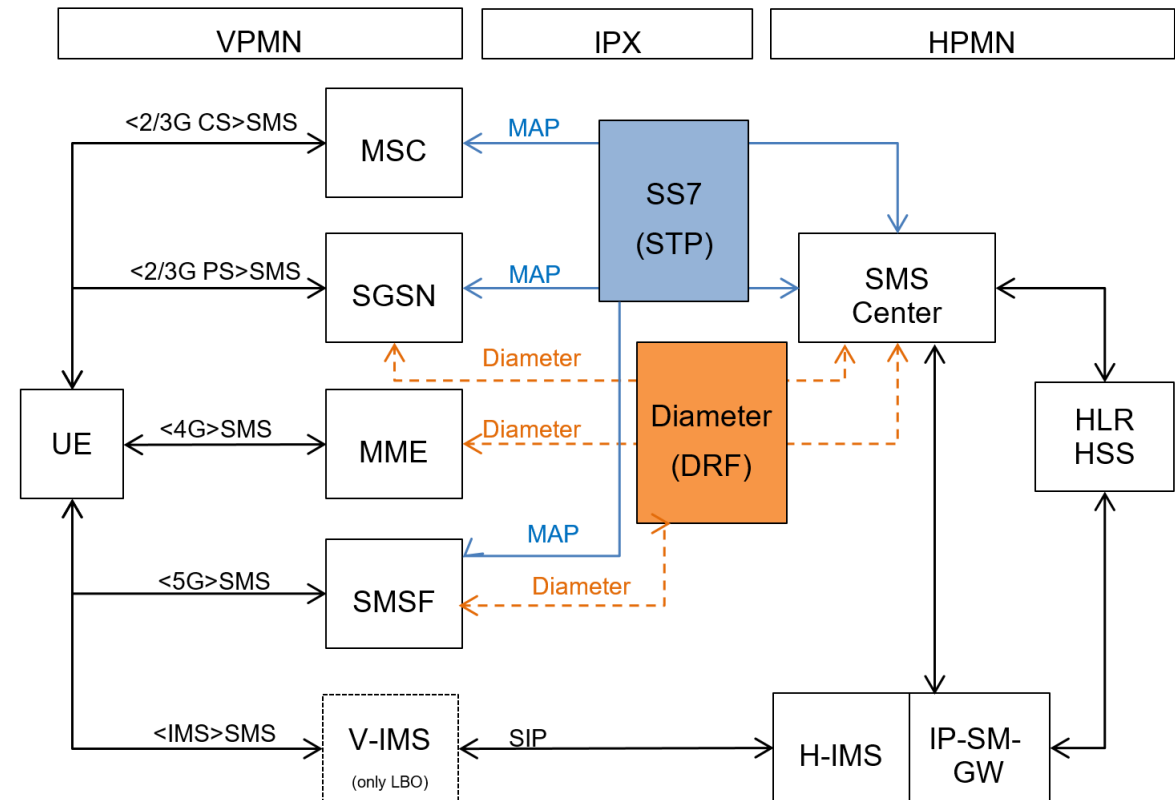 VPMN
IPX
HPMN
<2/3G CS>SMS
MSC
MAP
SS7
(STP)
<2/3G PS>SMS
SGSN
MAP
SMS
Center
Diameter
UE
<4G>SMS
MME
Diameter
Diameter
(DRF)
HLR
HSS
MAP
<5G>SMS
SMSF
Diameter
<IMS>SMS
V-IMS
(only LBO)
SIP
H-IMS
IP-SM-
GW